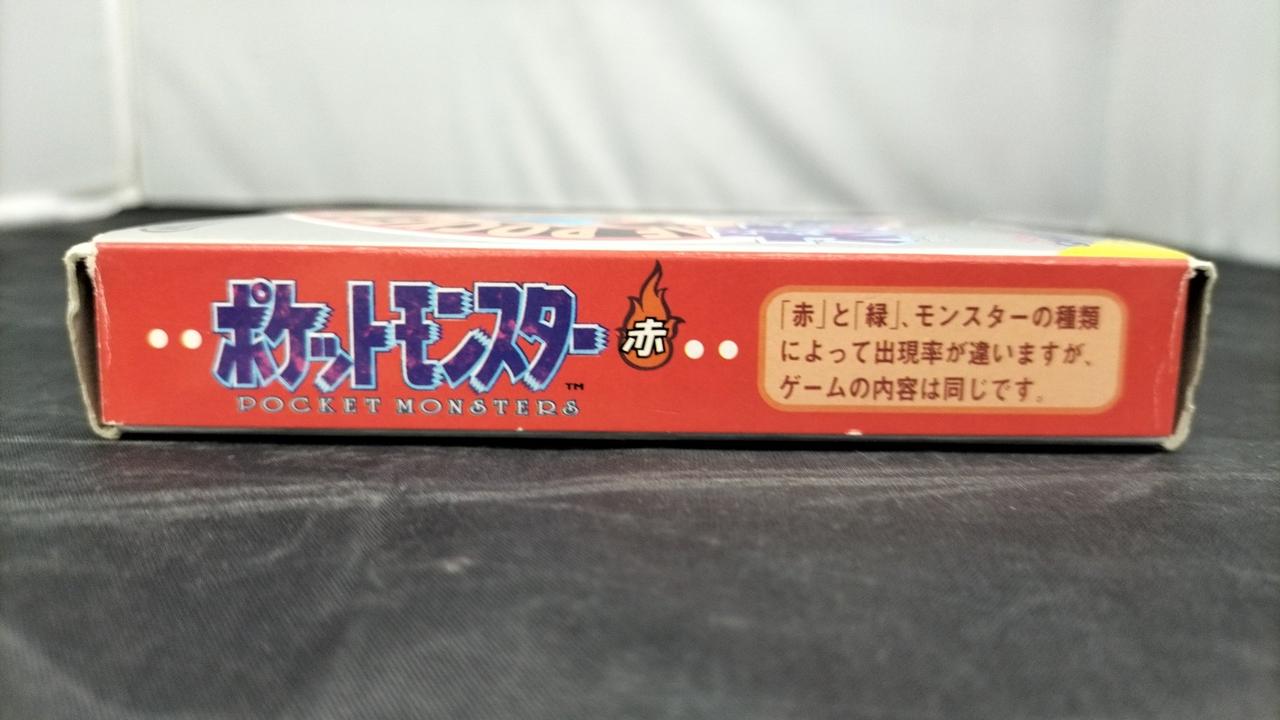 ポケットモンスター
TM
POCKET MONSTERS
赤
「赤」と「緑」、モンスターの種類
によって出現率が違いますが、
ゲームの内容は同じです。